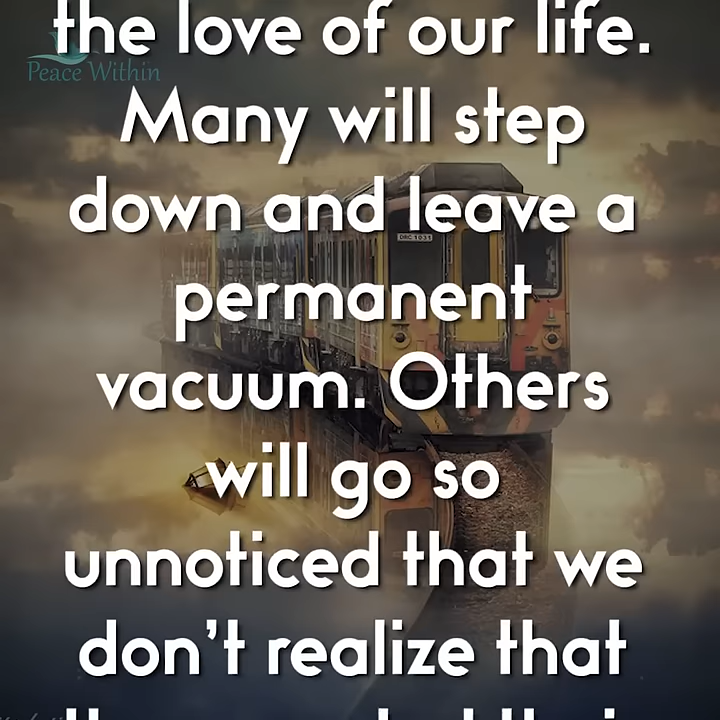 the love of our life.
Peace Within
Many will step
down and leave a
permanent
vacuum. Others
will go so
unnoticed that we
don't realize that